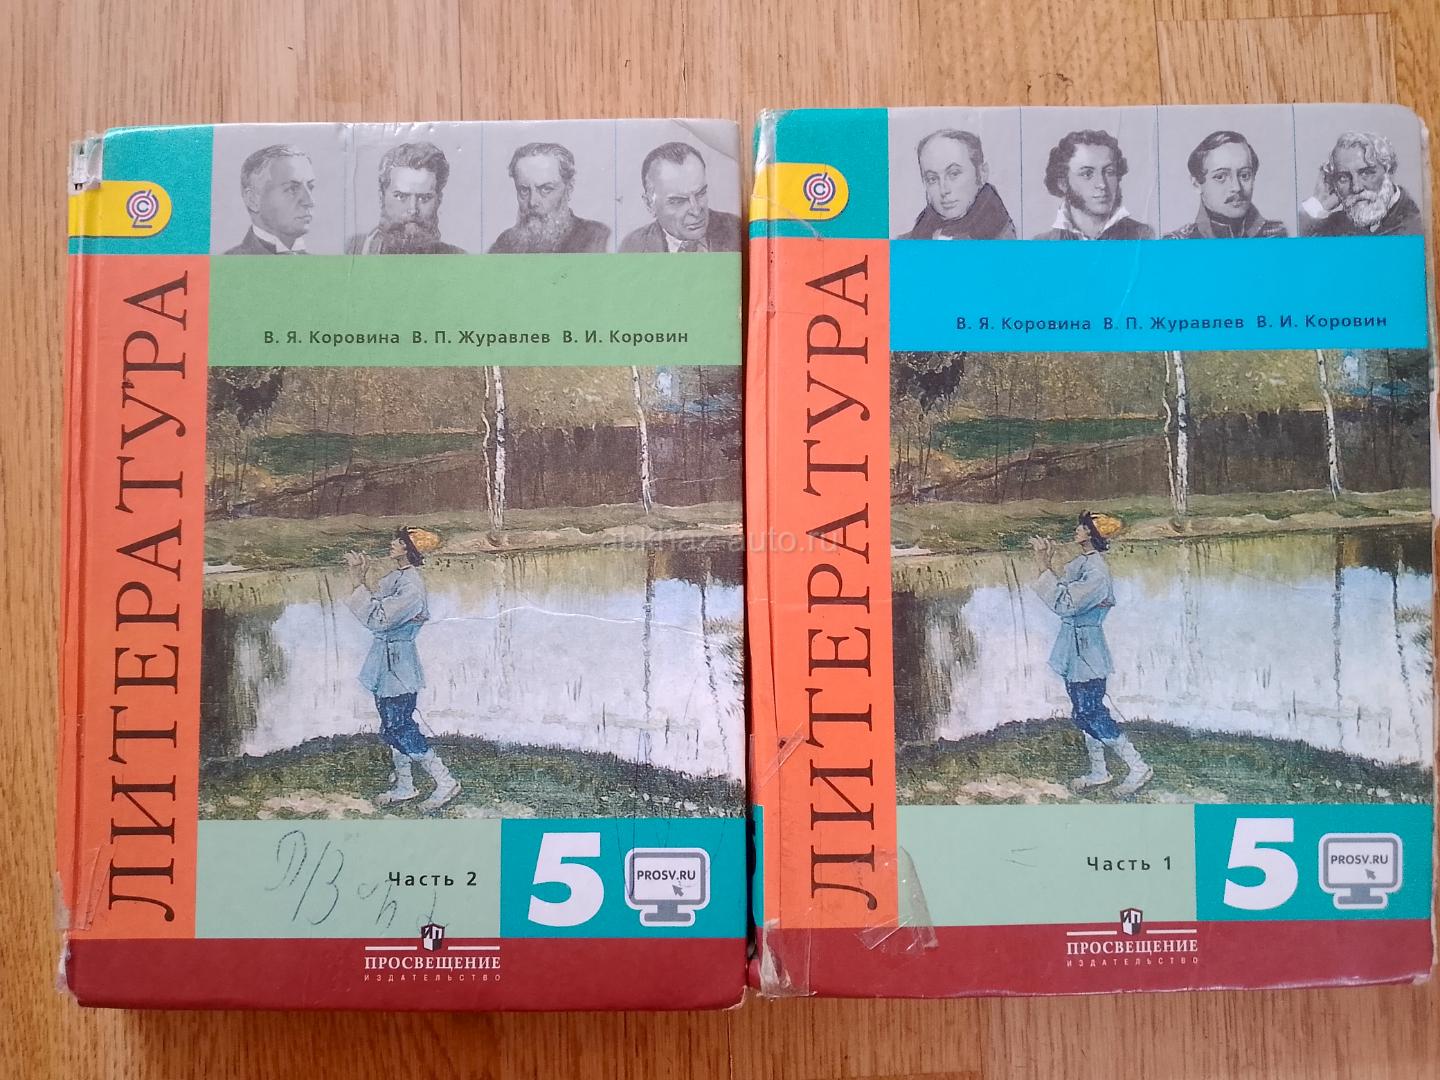 ЛИТЕРАТУРА
В. Я. Коровина В. П. Журавлев В. И. Коровин
Часть 2
5
PROSV.RU
ПРОСВЕЩЕНИЕ
ИЗДАТЕЛЬСТВО
ЛИТЕРАТУРА
В. Я. Коровина В. П. Журавлев В. И. Коровин
Часть 1
5
PROSV.RU
ПРОСВЕЩЕНИЕ
ИЗДАТЕЛЬСТВО
abkhaz-auto.ru